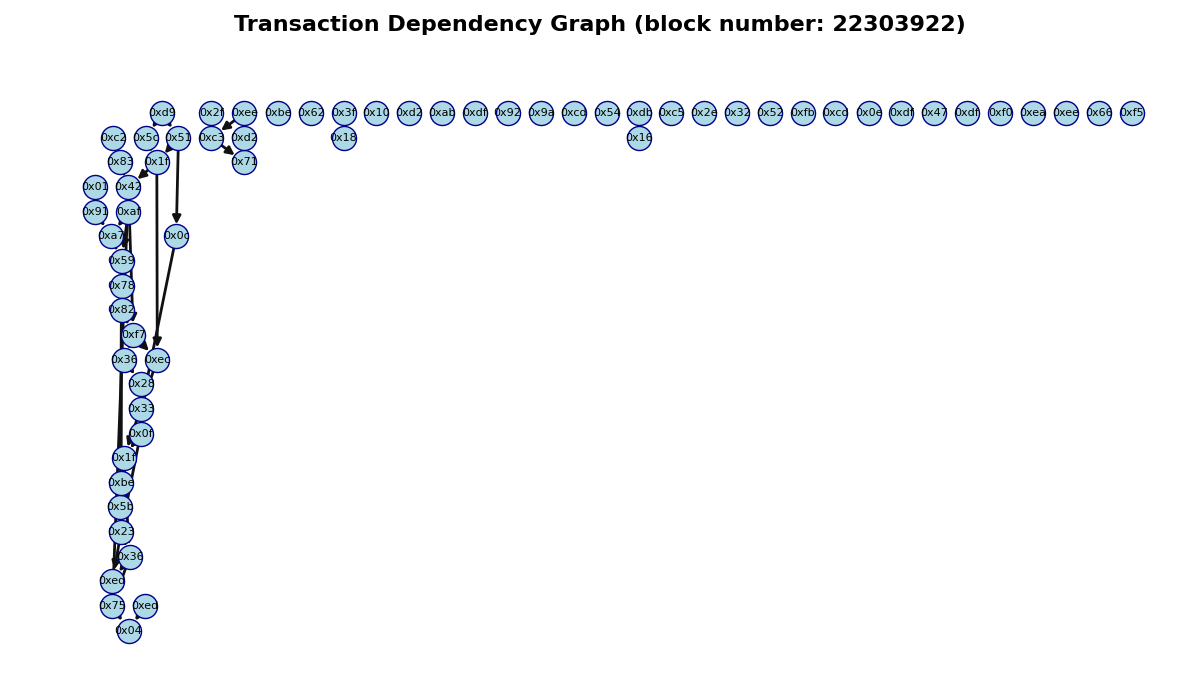 Transaction Dependency Graph (block number: 22303922)
0xd9 0x2f 0xee 0xbe 0x62 0x3f 0x10 0xd2 0xab 0xdf 0x92 0x9a 0xcd 0x54 0xdb 0xc5 0x2e 0x32 0x52 0xfb 0xcd 0x0e 0xdf 0x47 0xdf 0xf0 0xea 0xee 0x66 0xf5
0xc2 0x5c 0x51 0xc3 0xd2 0x18 0x16
0x83 0x1f 0x71
0x01 0x42
0x91 0xaf
0xa7 0x0c
0x59
0x78
0x82
0xf7
0x36 0xec
0x28
0x33
0x0f
0x1f
0xbe
0x5b
0x23
0x36
0xed
0x75 0xed
0x04